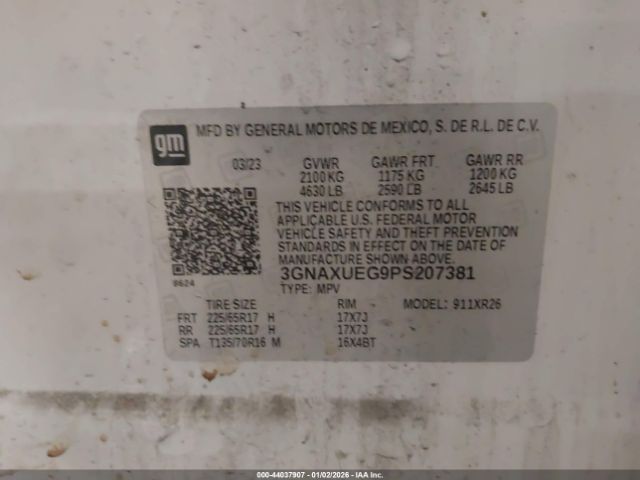 gm
MFD BY GENERAL MOTORS DE MEXICO, S. DE R.L. DE C.V.
03/23 GVWR GAWR FRT GAWR RR
2100 KG 1175 KG 1200 KG
4630 LB 2590 LB 2645 LB
THIS VEHICLE CONFORMS TO ALL
APPLICABLE U.S. FEDERAL MOTOR
VEHICLE SAFETY AND THEFT PREVENTION
STANDARDS IN EFFECT ON THE DATE OF
MANUFACTURE SHOWN ABOVE.
3GNAXUEG9PS207381
8624 TYPE: MPV
TIRE SIZE RIM MODEL: 911XR26
FRT 225/65R17 H 17X7J
RR 225/65R17 H 17X7J
SPA T135/70R16 M 16X4BT
000-44037907 - 01/02/2026 - IAA Inc.